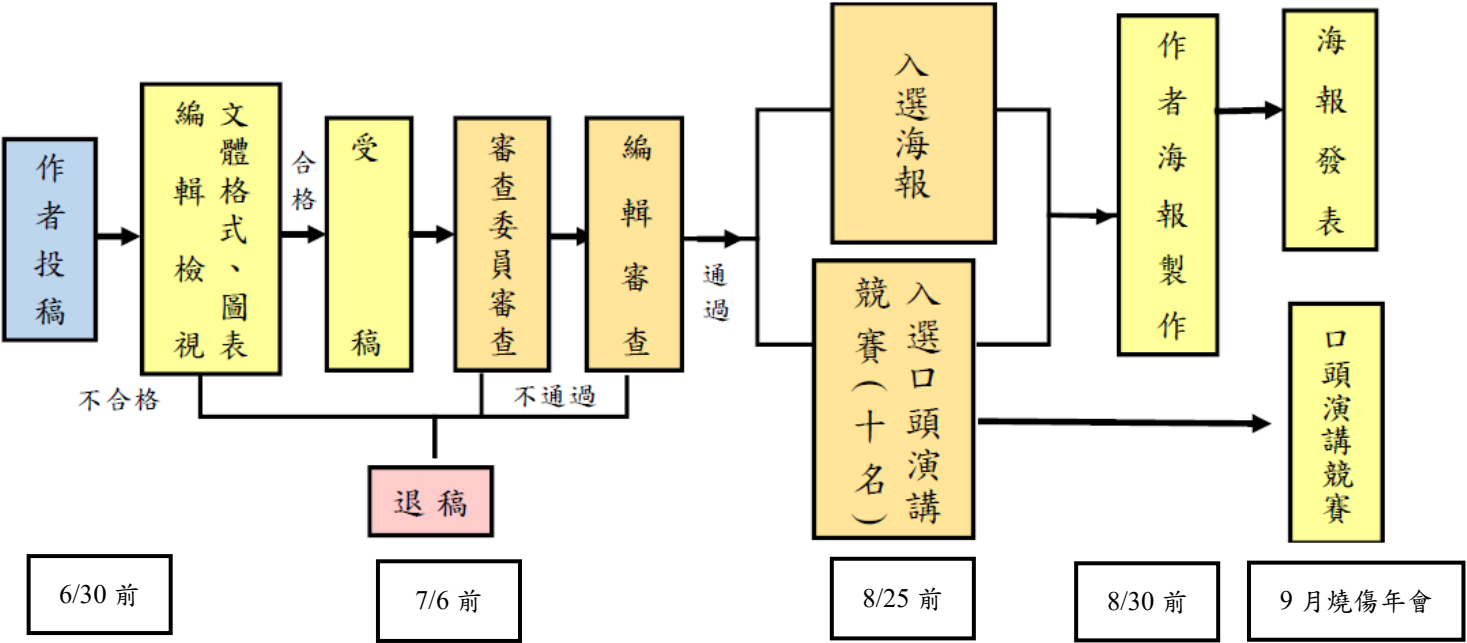 作者投稿
文體格式、圖表
編輯檢視
合格
受稿
審查委員審查
編輯審查
通過
入選海報
入選口頭演講
競賽(十名)
作者海報製作
海報發表
口頭演講競賽
不合格
不通過
退稿
6/30 前
7/6 前
8/25 前
8/30 前
9 月燒傷年會